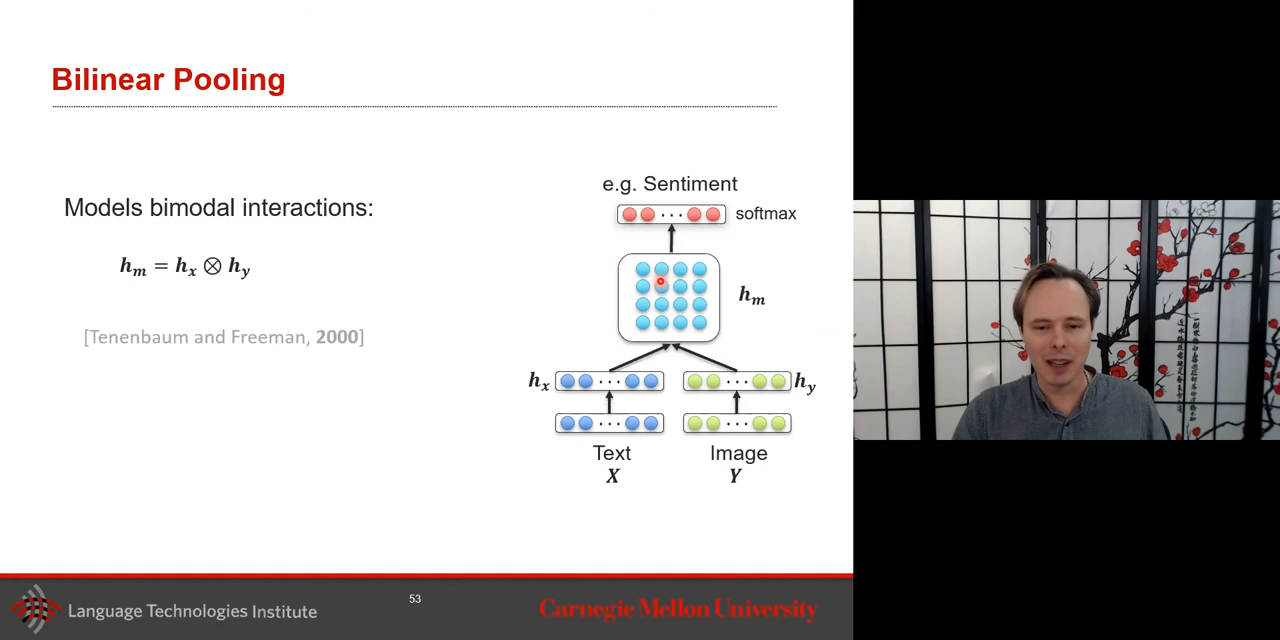 Bilinear Pooling
Models bimodal interactions:
h_m = h_x ⊗ h_y
[Tenenbaum and Freeman, 2000]
e.g. Sentiment
softmax
h_m
h_x
h_y
Text
X
Image
Y
Language Technologies Institute
53
Carnegie Mellon University